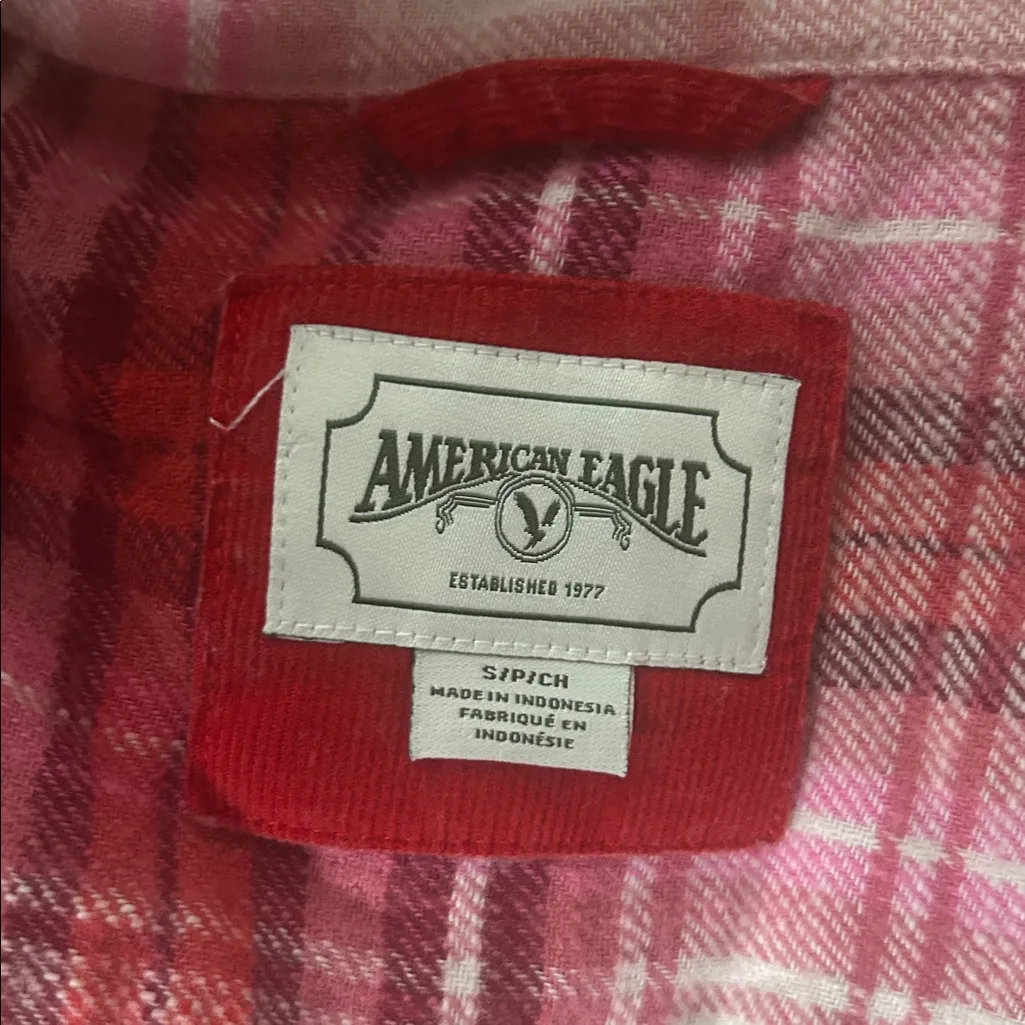 AMERICAN EAGLE
ESTABLISHED 1977
S/P/CH
MADE IN INDONESIA
FABRIQUÉ EN
INDONÉSIE